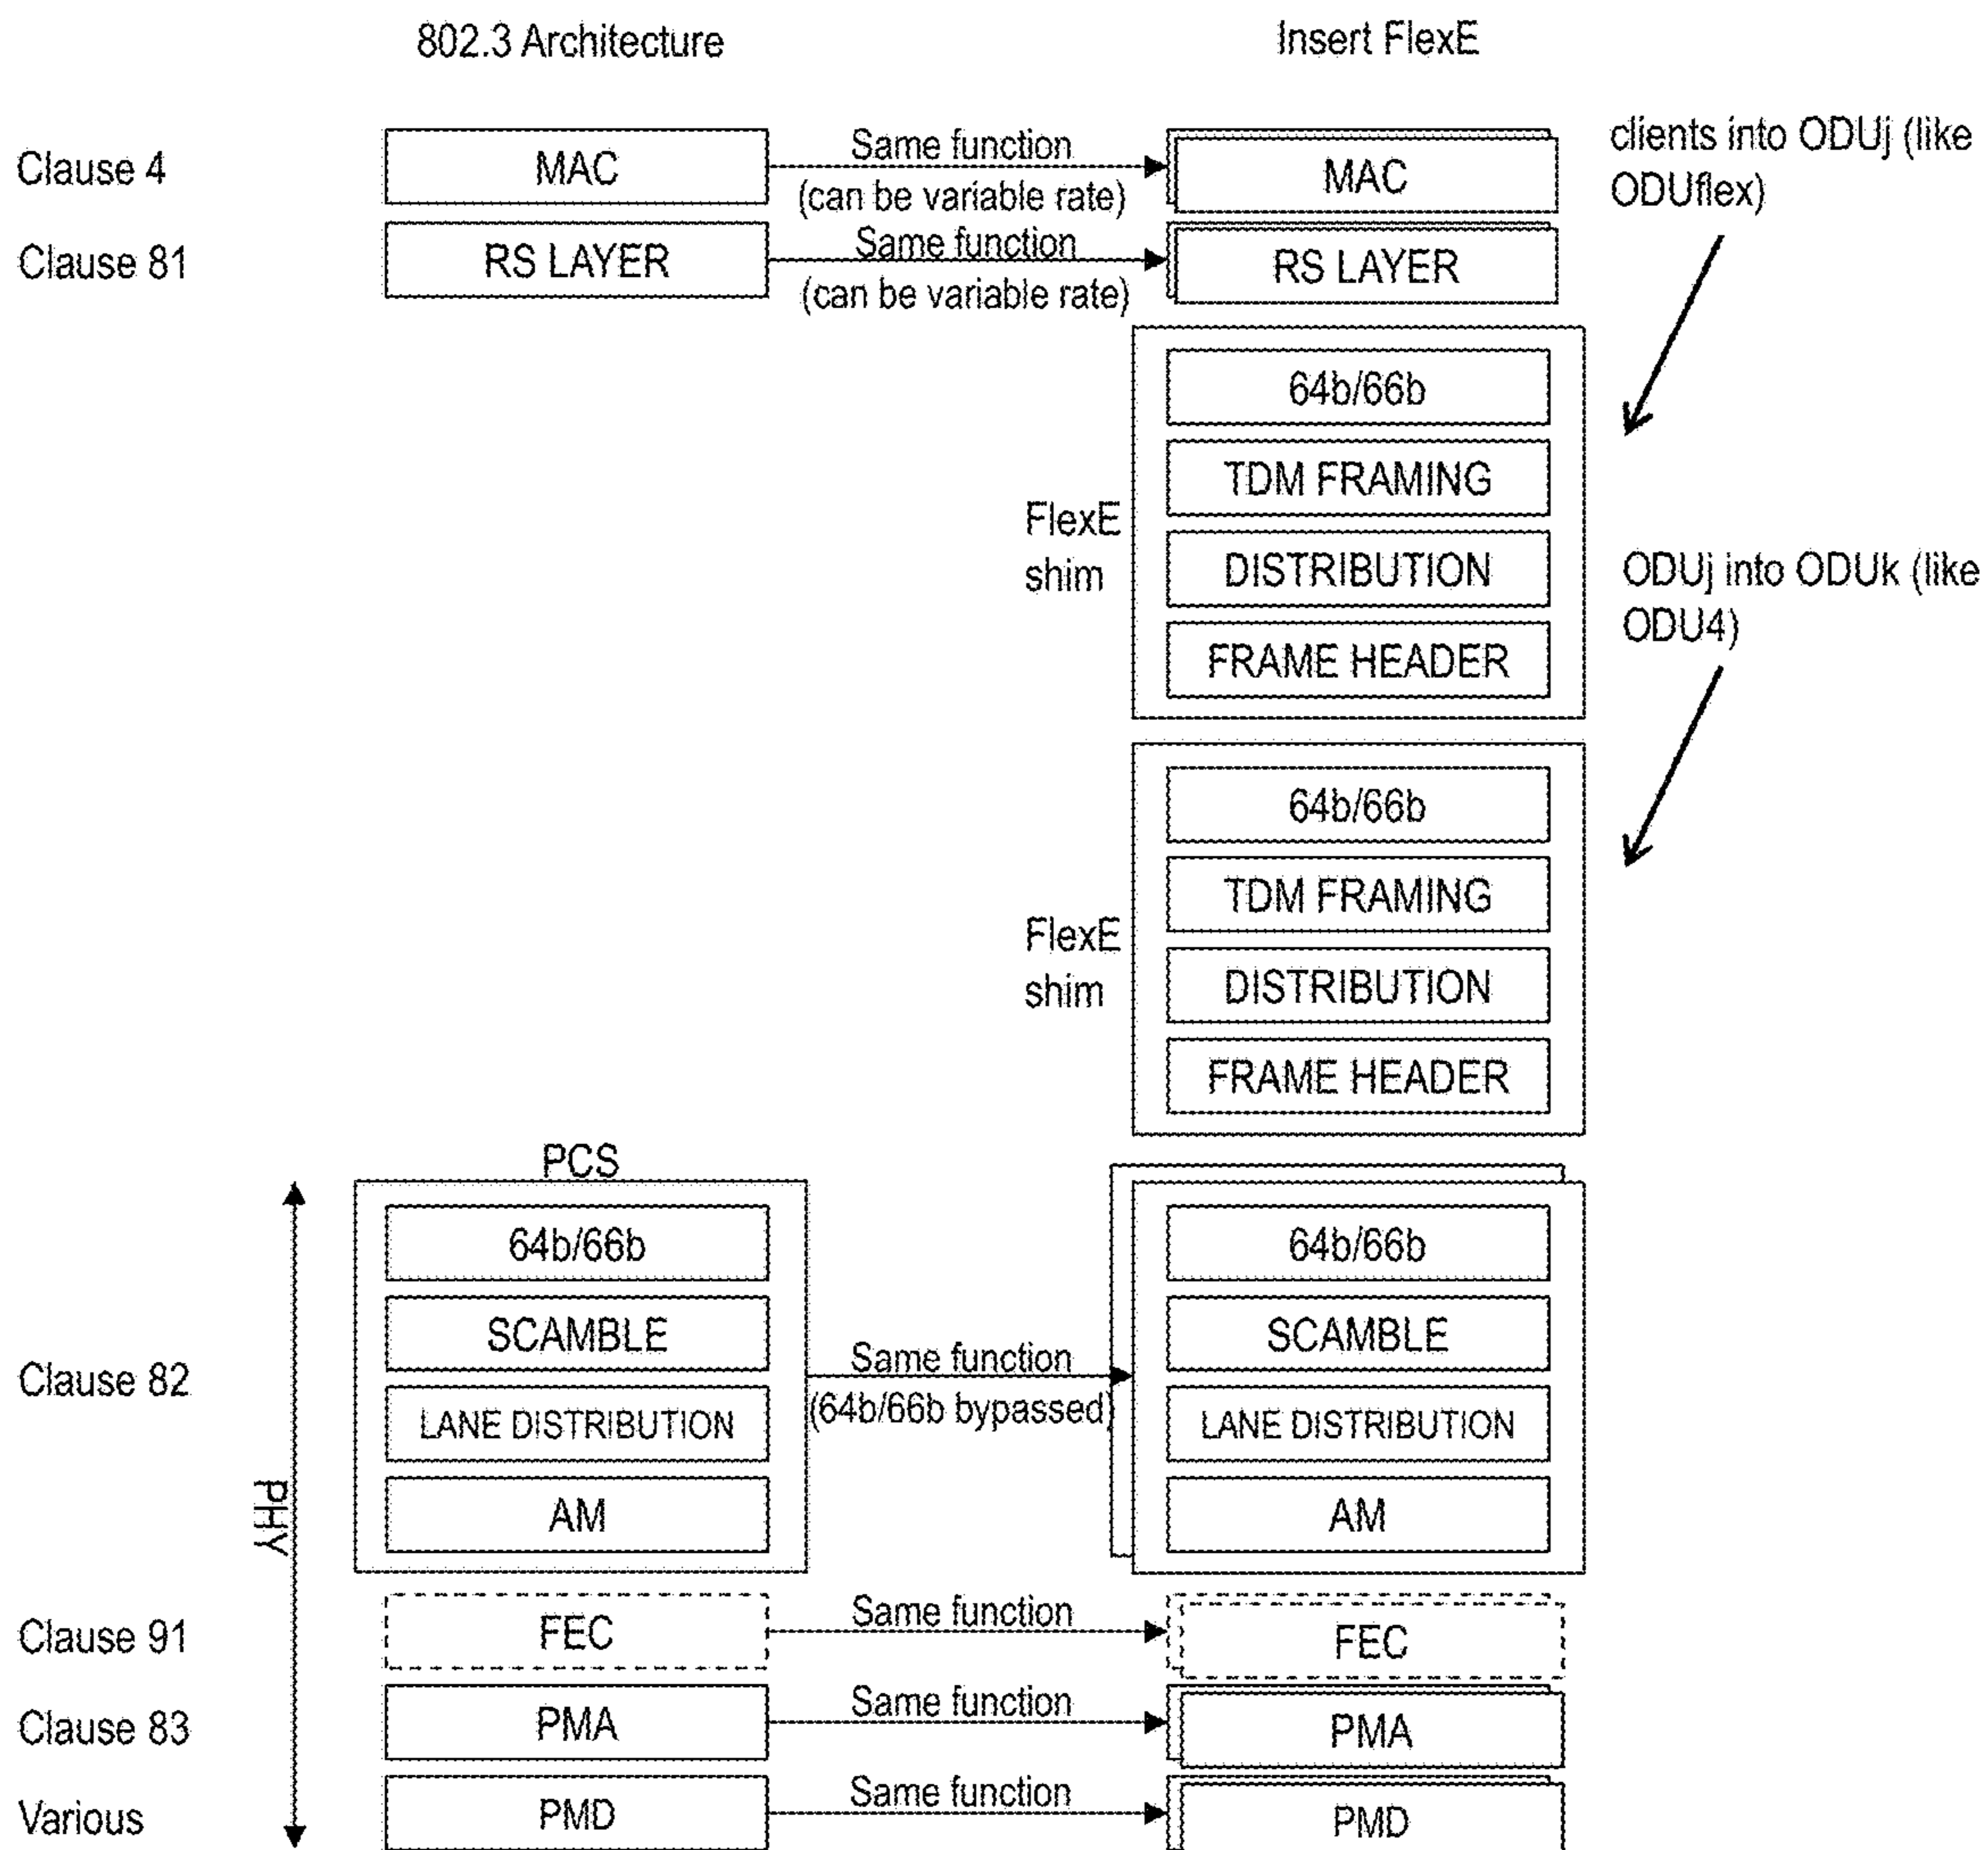 802.3 Architecture
Insert FlexE
Clause 4
MAC
Same function
(can be variable rate)
MAC
clients into ODUj (like
ODUflex)
Clause 81
RS LAYER
Same function
(can be variable rate)
RS LAYER
FlexE
shim
64b/66b
TDM FRAMING
DISTRIBUTION
FRAME HEADER
ODUj into ODUk (like
ODU4)
FlexE
shim
64b/66b
TDM FRAMING
DISTRIBUTION
FRAME HEADER
PHY
Clause 82
PCS
64b/66b
SCAMBLE
LANE DISTRIBUTION
AM
Same function
(64b/66b bypassed)
64b/66b
SCAMBLE
LANE DISTRIBUTION
AM
Clause 91
FEC
Same function
FEC
Clause 83
PMA
Same function
PMA
Various
PMD
Same function
PMD